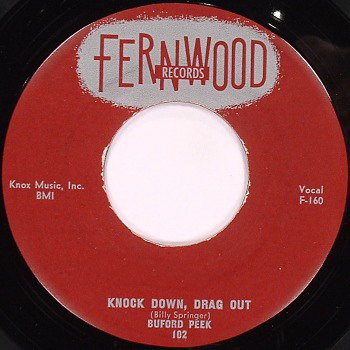 FERNWOOD
RECORDS
Knox Music, Inc.
BMI
Vocal
F-160
KNOCK DOWN, DRAG OUT
(Billy Springer)
BUFORD PEEK
102